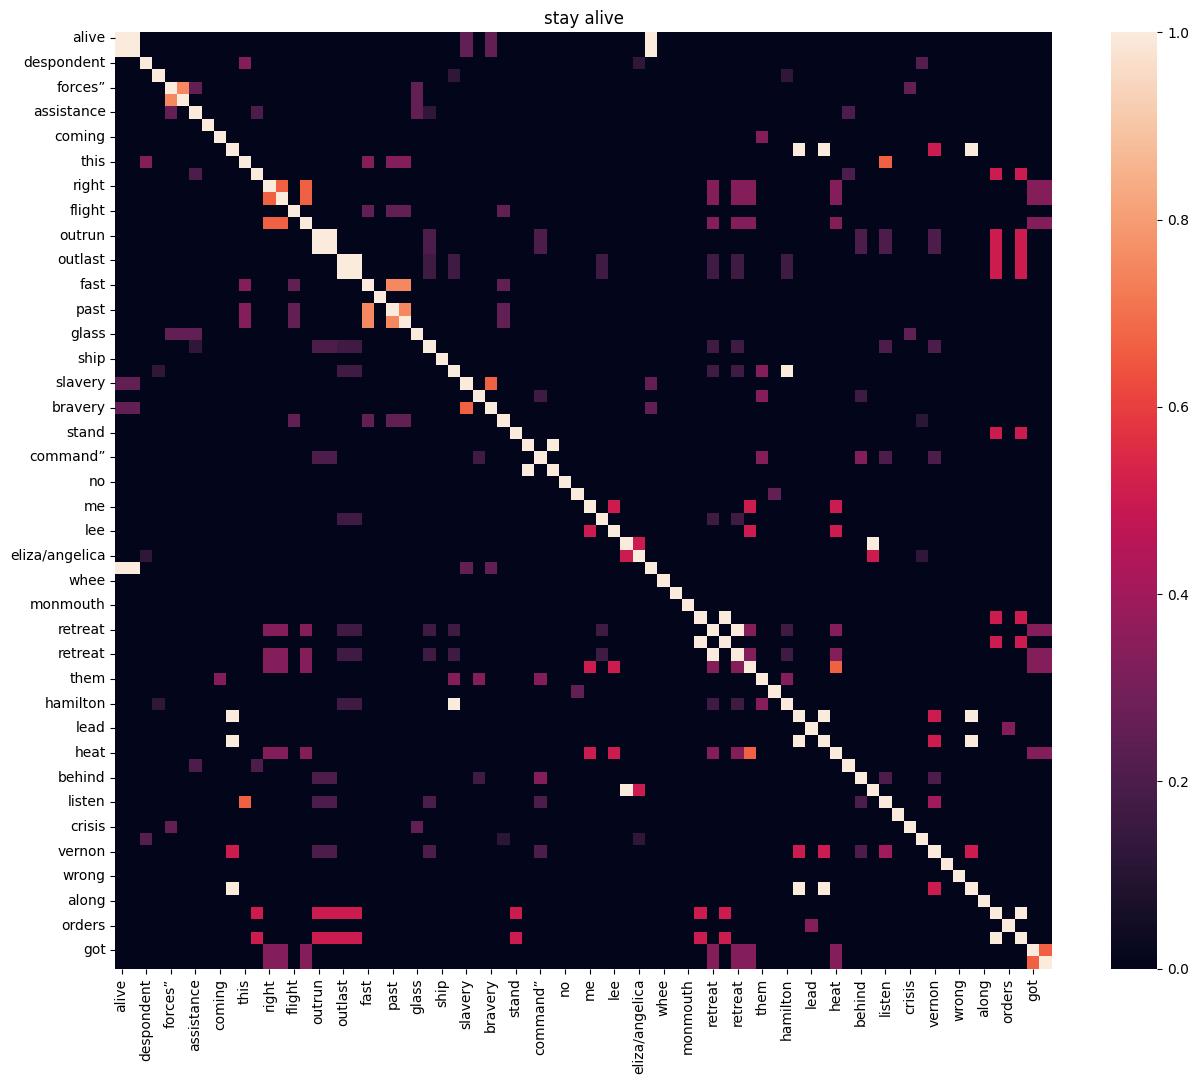 stay alive
alive
despondent
forces”
assistance
coming
this
right
flight
outrun
outlast
fast
past
glass
ship
slavery
bravery
stand
command”
no
me
lee
eliza/angelica
whee
monmouth
retreat
retreat
them
hamilton
lead
heat
behind
listen
crisis
vernon
wrong
along
orders
got
alive
despondent
forces”
assistance
coming
this
right
flight
outrun
outlast
fast
past
glass
ship
slavery
bravery
stand
command”
no
me
lee
eliza/angelica
whee
monmouth
retreat
retreat
them
hamilton
lead
heat
behind
listen
crisis
vernon
wrong
along
orders
got
1.0
0.8
0.6
0.4
0.2
0.0